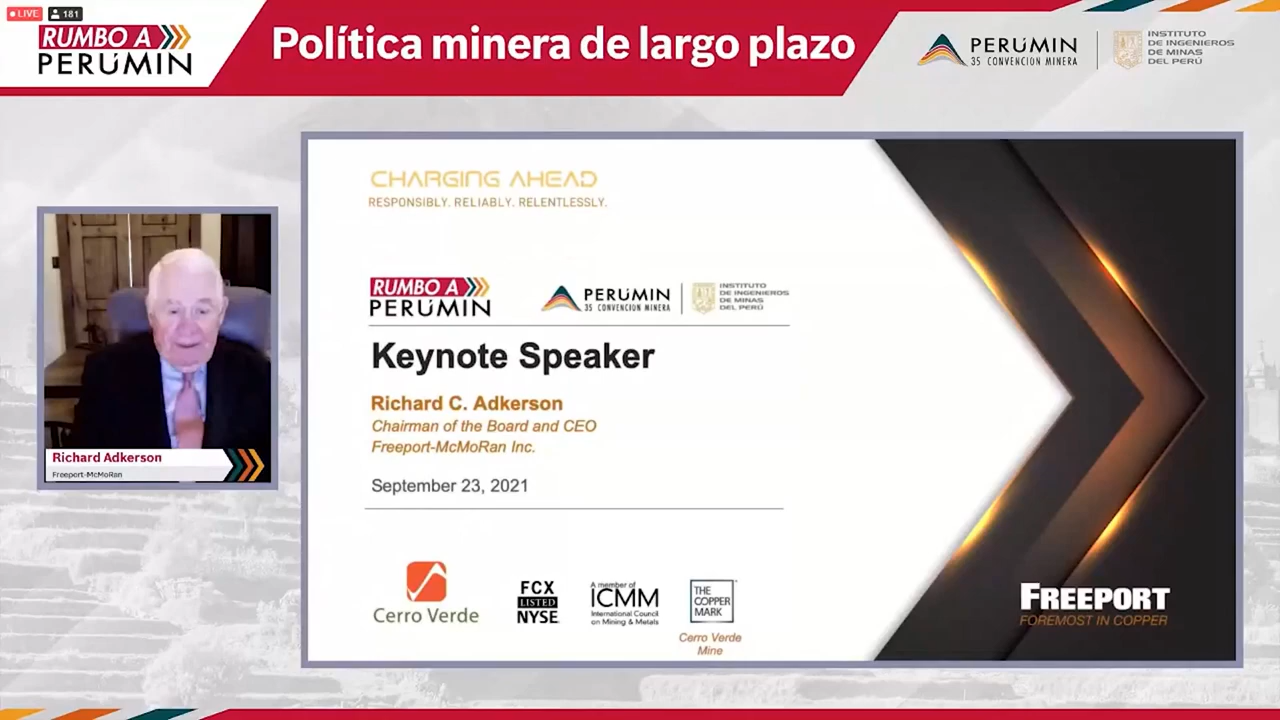 LIVE 181
RUMBO A
PERÚMIN
Política minera de largo plazo
PERÚMIN
35 CONVENCIÓN MINERA
INSTITUTO
DE INGENIEROS
DE MINAS
DEL PERÚ
CHARGING AHEAD
RESPONSIBLY. RELIABLY. RELENTLESSLY.
RUMBO A
PERÚMIN
PERÚMIN
35 CONVENCIÓN MINERA
INSTITUTO
DE INGENIEROS
DE MINAS
DEL PERÚ
Keynote Speaker
Richard C. Adkerson
Chairman of the Board and CEO
Freeport-McMoRan Inc.
September 23, 2021
Richard Adkerson
Freeport-McMoRan
Cerro Verde
FCX
LISTED
NYSE
A member of
ICMM
International Council
on Mining & Metals
THE
COPPER
MARK
Cerro Verde
Mine
FREEPORT
FOREMOST IN COPPER